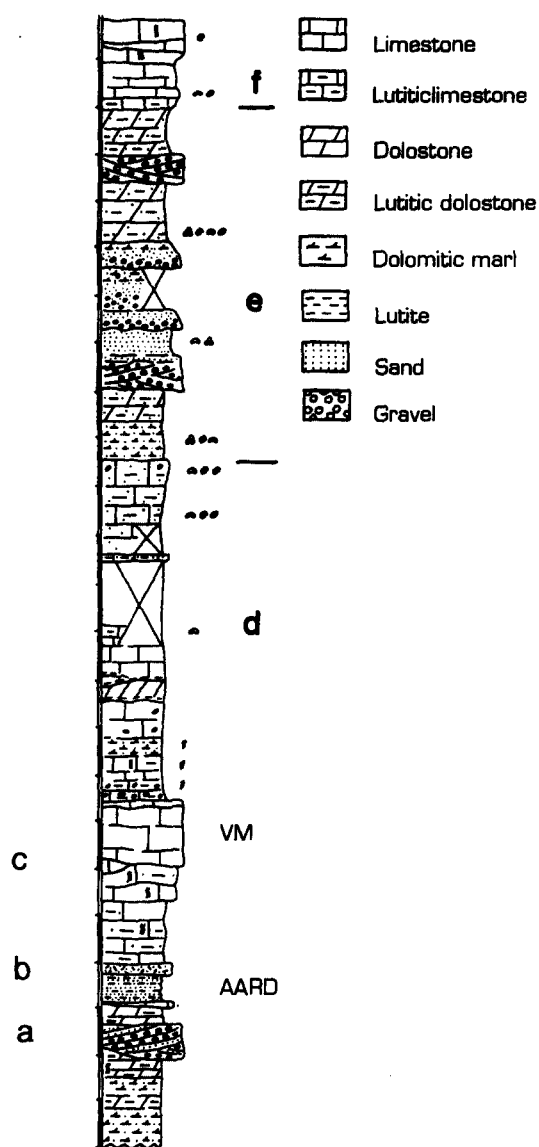 Limestone
Lutiticlimestone
Dolostone
Lutitic dolostone
Dolomitic marl
Lutite
Sand
Gravel
f
e
d
VM
c
b
AARD
a